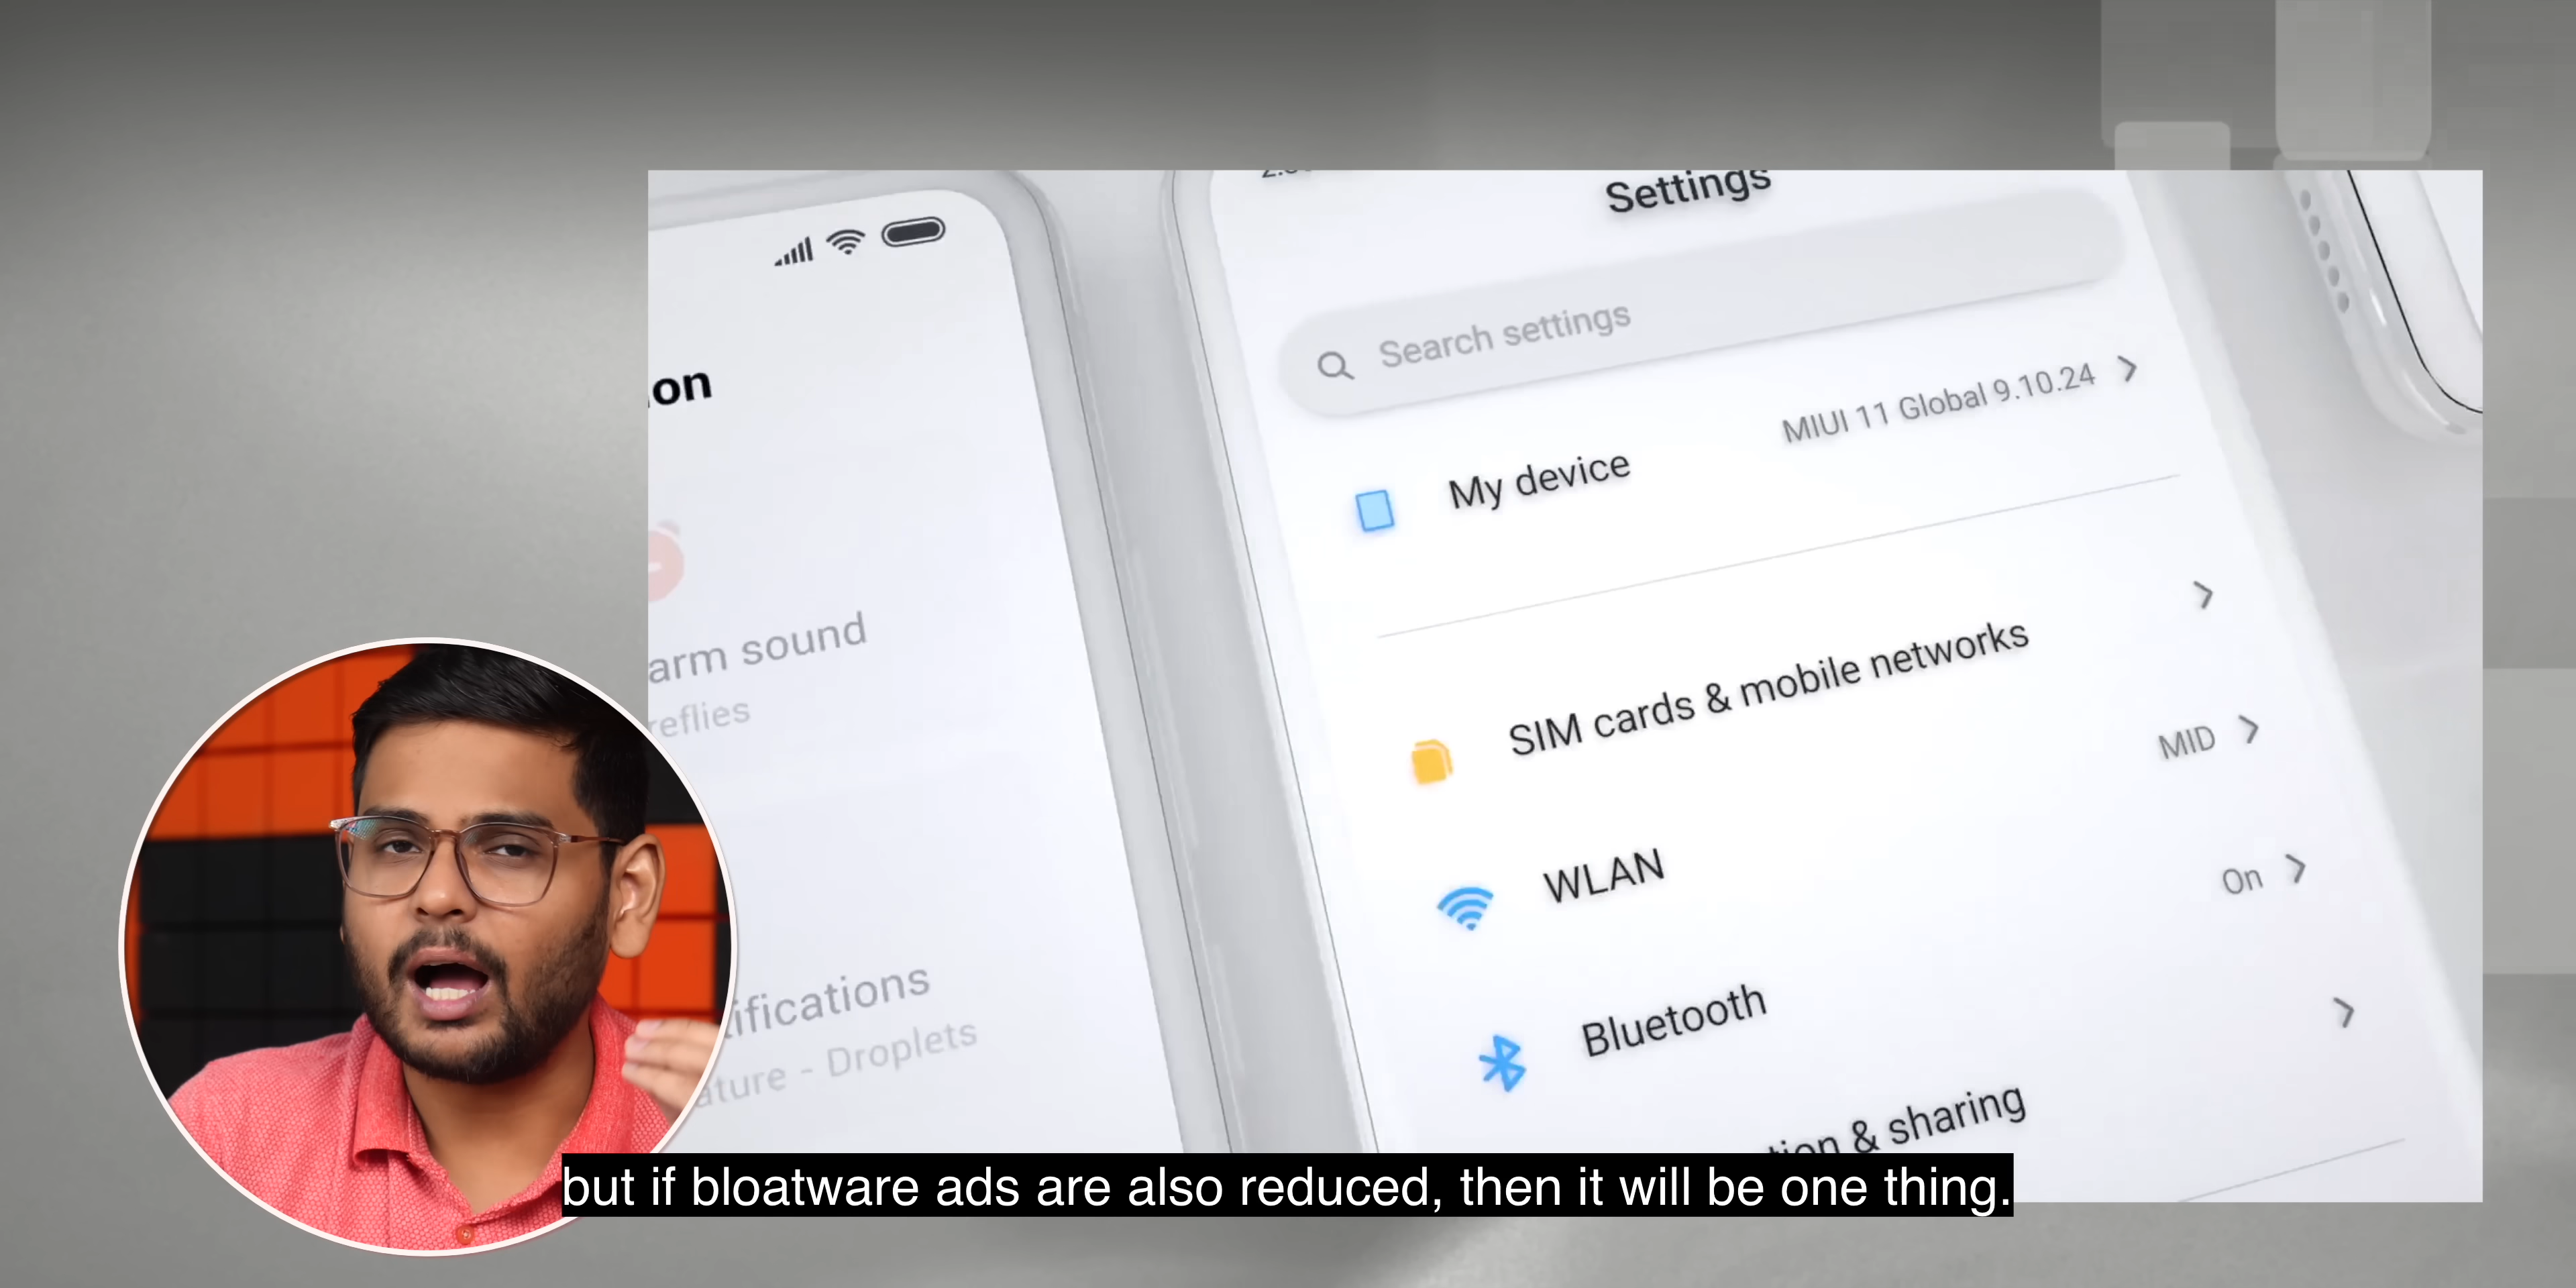 Settings
Search settings
My device
MIUI 11 Global 9.10.24
SIM cards & mobile networks
WLAN
MID
Bluetooth
On
& sharing
on
arm sound
reflies
tifications
ature - Droplets
but if bloatware ads are also reduced, then it will be one thing.